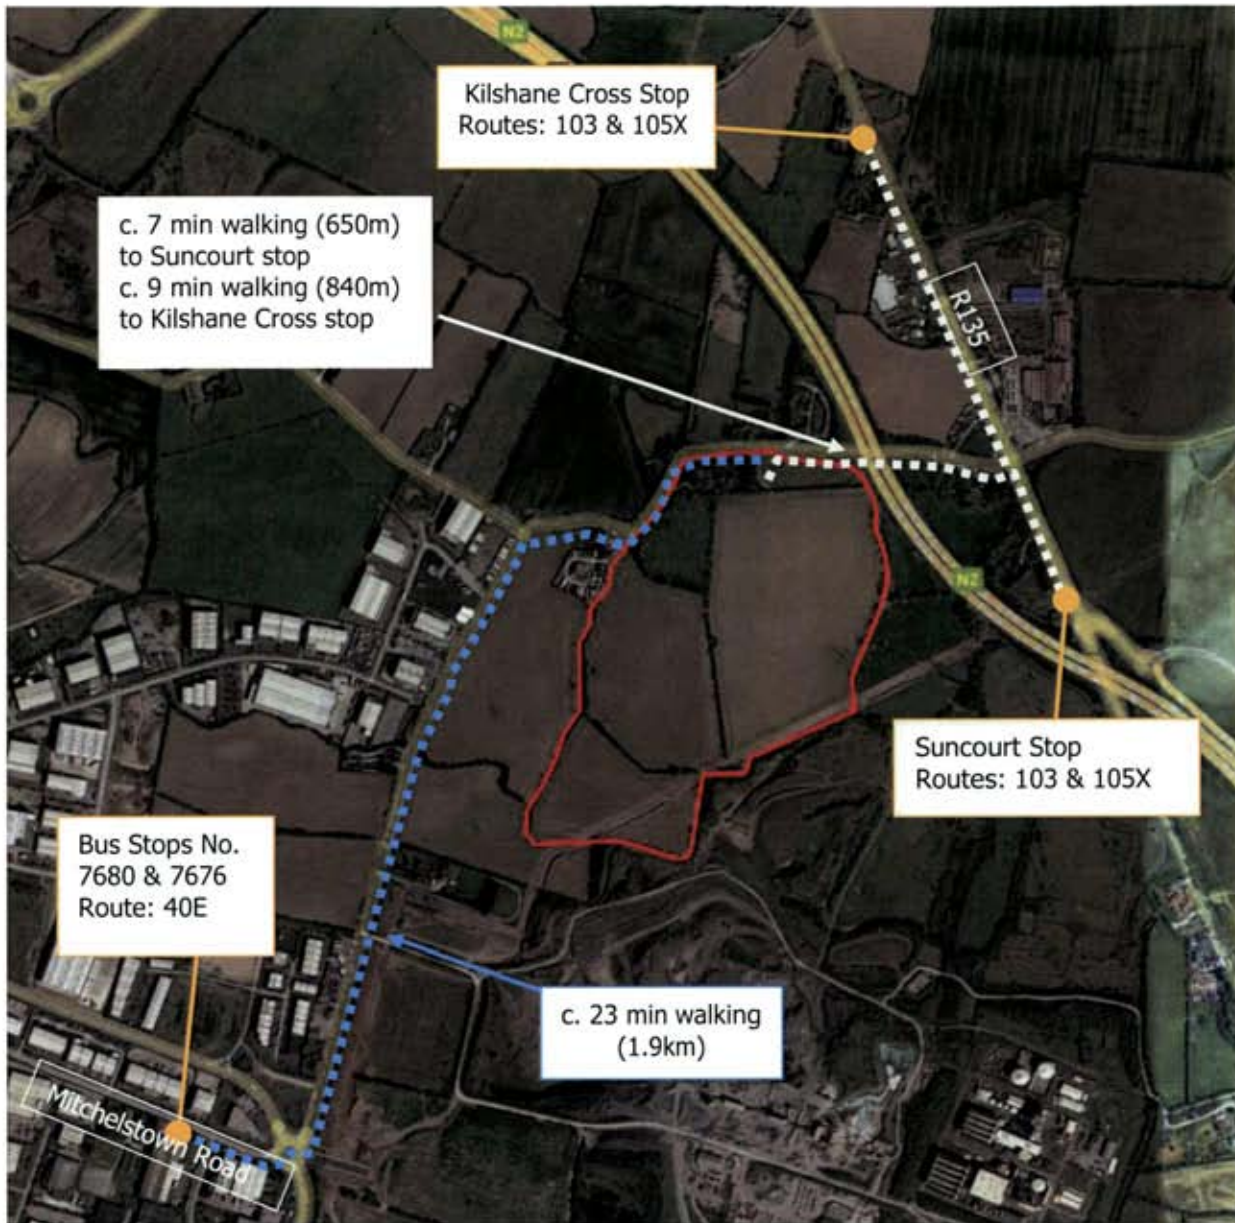 N2
Kilshane Cross Stop
Routes: 103 & 105X
c. 7 min walking (650m)
to Suncourt stop
c. 9 min walking (840m)
to Kilshane Cross stop
R135
N2
Suncourt Stop
Routes: 103 & 105X
Bus Stops No.
7680 & 7676
Route: 40E
c. 23 min walking
(1.9km)
Mitchelstown Road